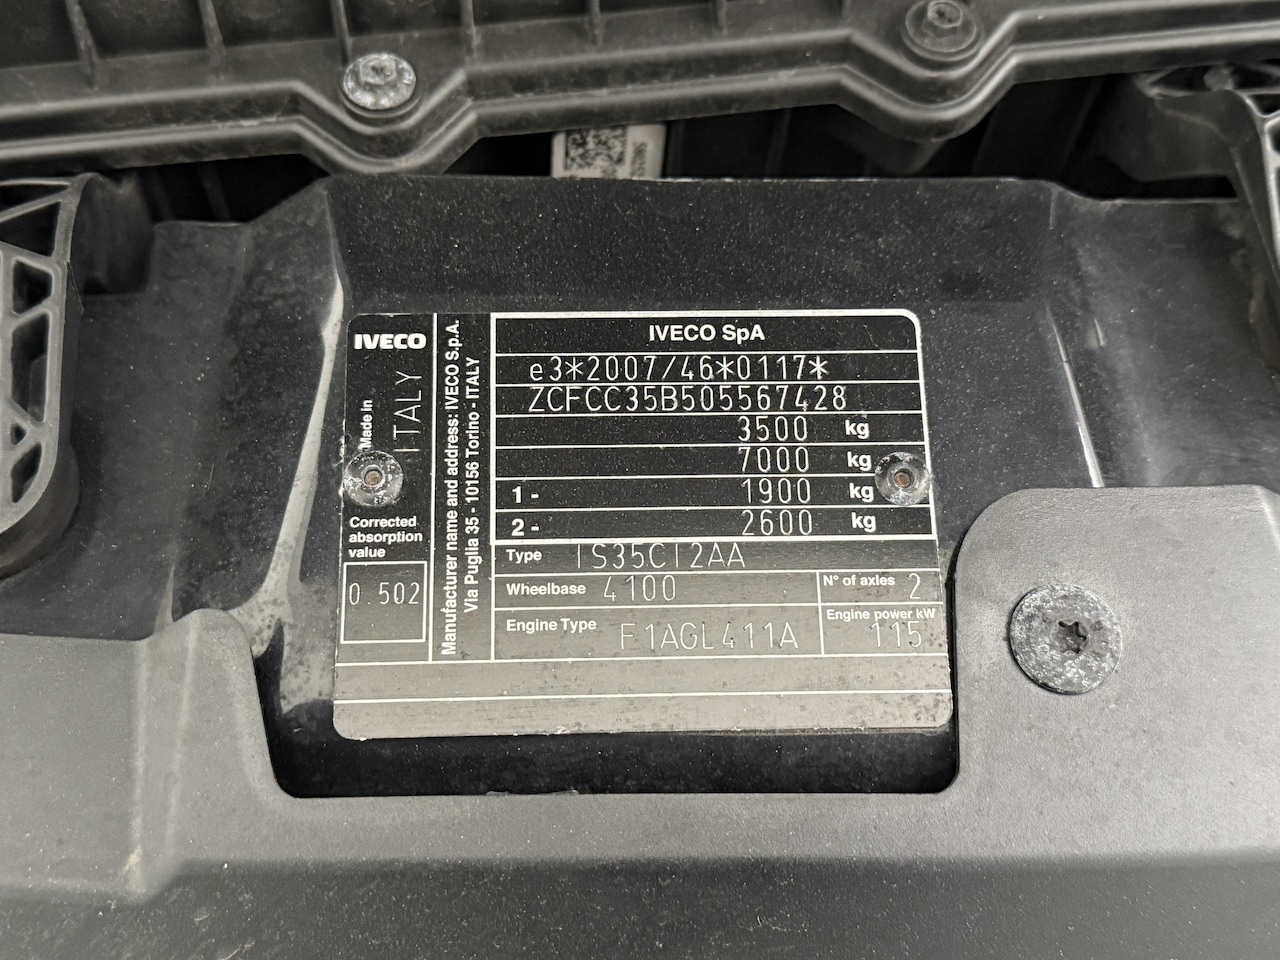 IVECO
Made in
ITALY
Corrected
absorption
value
0.502
Manufacturer name and address: IVECO S.p.A.
Via Puglia 35 - 10156 Torino - ITALY
IVECO SpA
e3*2007/46*0117*
ZCFCC35B505567428
3500 kg
7000 kg
1 - 1900 kg
2 - 2600 kg
Type IS35CI2AA
Wheelbase 4100
N° of axles 2
Engine Type F1AGL411A
Engine power kW
115